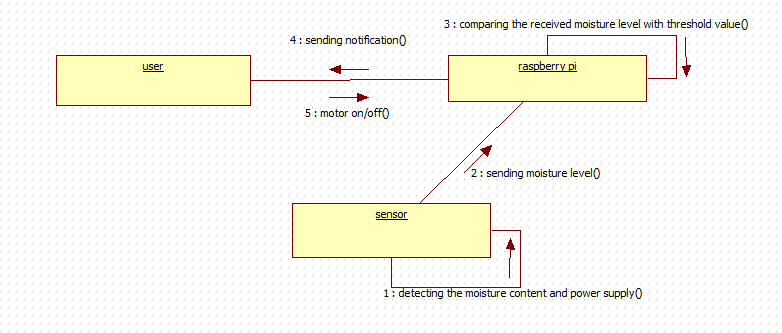 3 : comparing the received moisture level with threshold value()
4 : sending notification()
user
raspberry pi
5 : motor on/off()
2 : sending moisture level()
sensor
1 : detecting the moisture content and power supply()